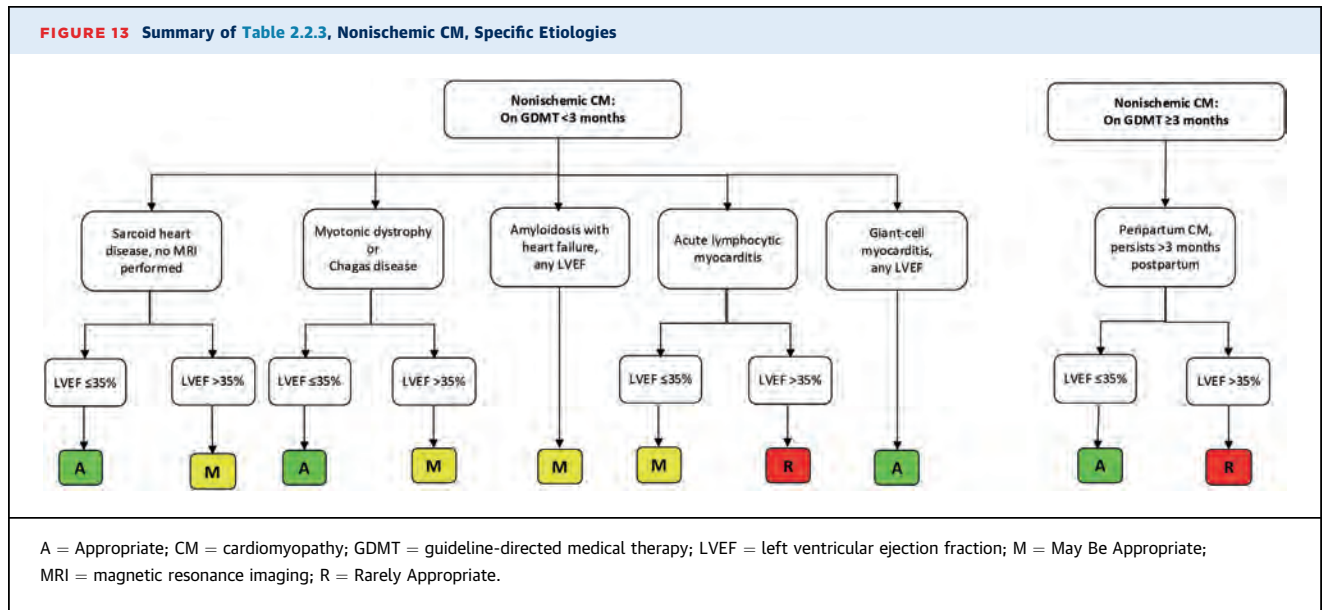 FIGURE 13 Summary of Table 2.2.3, Nonischemic CM, Specific Etiologies
Nonischemic CM:
On GDMT <3 months
Nonischemic CM:
On GDMT ≥3 months
Sarcoid heart
disease, no MRI
performed
Myotonic dystrophy
or
Chagas disease
Amyloidosis with
heart failure,
any LVEF
Acute lymphocytic
myocarditis
Giant-cell
myocarditis,
any LVEF
Peripartum CM,
persists >3 months
postpartum
LVEF ≤35%
LVEF >35%
LVEF ≤35%
LVEF >35%
LVEF ≤35%
LVEF >35%
LVEF ≤35%
LVEF >35%
A
M
A
M
M
M
R
A
A
R
A = Appropriate; CM = cardiomyopathy; GDMT = guideline-directed medical therapy; LVEF = left ventricular ejection fraction; M = May Be Appropriate;
MRI = magnetic resonance imaging; R = Rarely Appropriate.